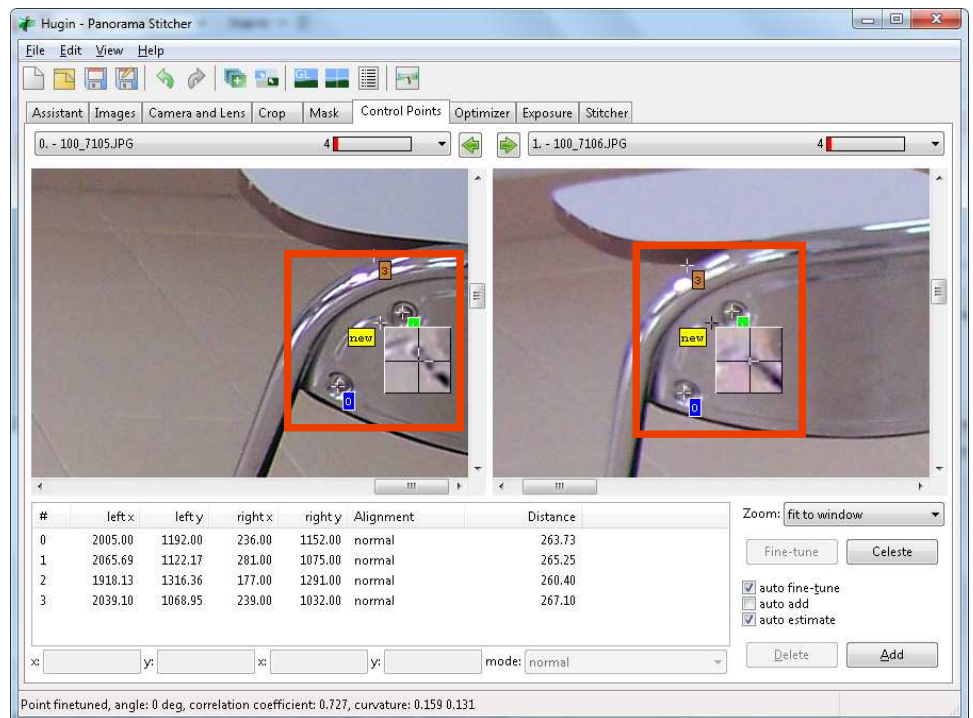 Hugin - Panorama Stitcher
File Edit View Help
GL
Assistant Images Camera and Lens Crop Mask Control Points Optimizer Exposure Stitcher
0. - 100_7105.JPG 4 1. - 100_7106.JPG 4
3 3
new new
0 0
# left x left y right x right y Alignment Distance
0 2005.00 1192.00 236.00 1152.00 normal 263.73
1 2065.69 1122.17 281.00 1075.00 normal 265.25
2 1918.13 1316.36 177.00 1291.00 normal 260.40
3 2039.10 1068.95 239.00 1032.00 normal 267.10
Zoom: fit to window
Fine-tune Celeste
auto fine-tune
auto add
auto estimate
x: y: x: y: mode: normal Delete Add
Point finetuned, angle: 0 deg, correlation coefficient: 0.727, curvature: 0.159 0.131